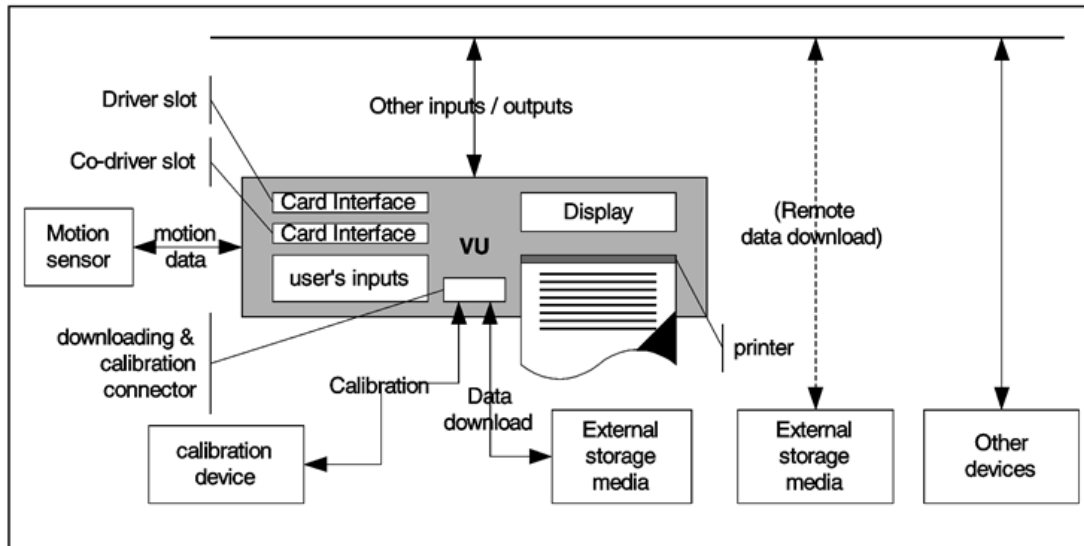 Driver slot
Other inputs / outputs
Co-driver slot
Card Interface
Display
(Remote
data download)
Motion
sensor
motion
data
Card Interface
VU
user's inputs
downloading &
calibration
connector
printer
Calibration
Data
download
calibration
device
External
storage
media
External
storage
media
Other
devices